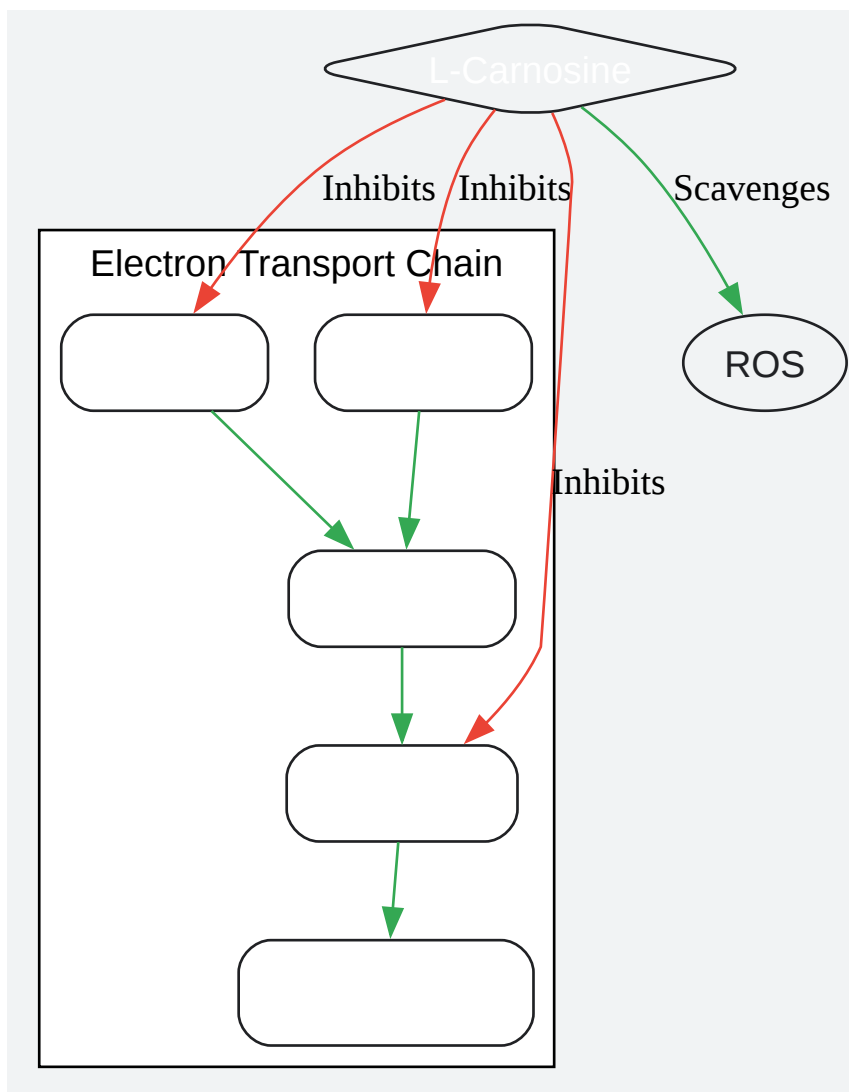 L-Carnosine
Inhibits
Inhibits
Scavenges
Electron Transport Chain
ROS
Inhibits